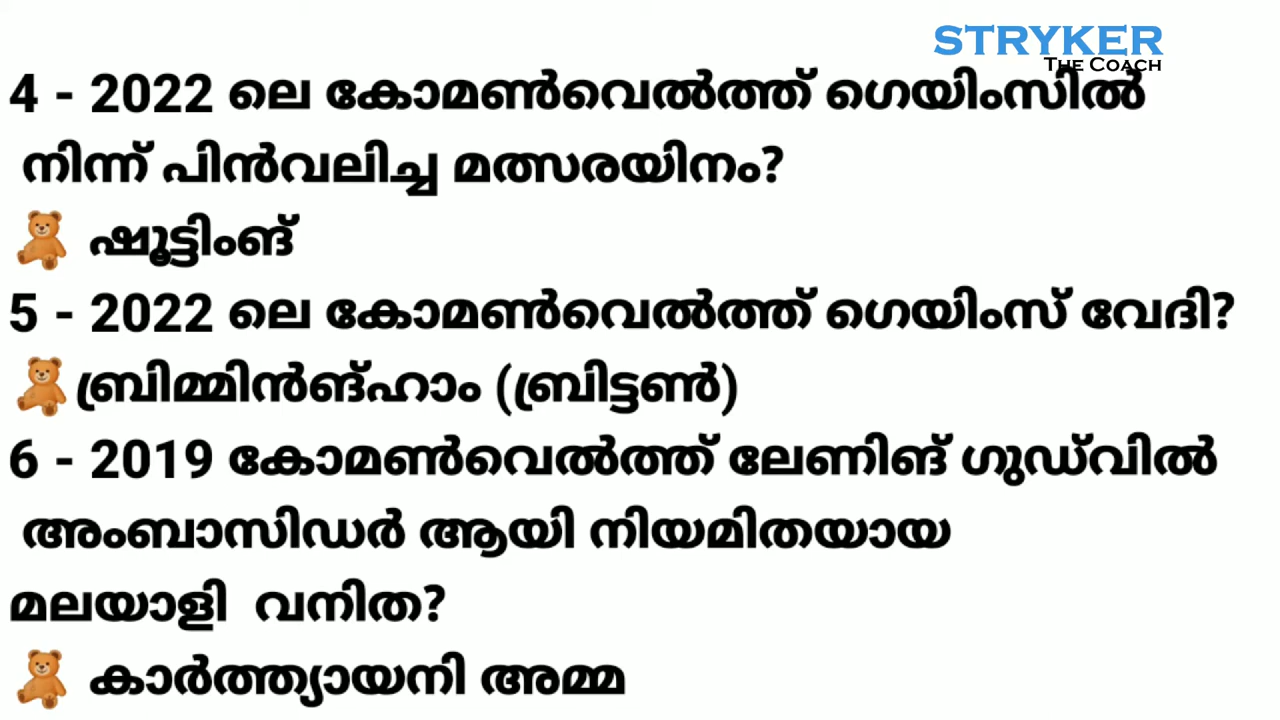 STRYKER
THE COACH
4 - 2022 ലെ കോമൺവെൽത്ത് ഗെയിംസിൽ
നിന്ന് പിൻവലിച്ച മത്സരയിനം?
ഷൂട്ടിംങ്
5 - 2022 ലെ കോമൺവെൽത്ത് ഗെയിംസ് വേദി?
ബ്രിമ്മിൻങ്ഹാം (ബ്രിട്ടൺ)
6 - 2019 കോമൺവെൽത്ത് ലേണിങ് ഗുഡ്‌വിൽ
അംബാസിഡർ ആയി നിയമിതയായ
മലയാളി വനിത?
കാർത്ത്യായനി അമ്മ